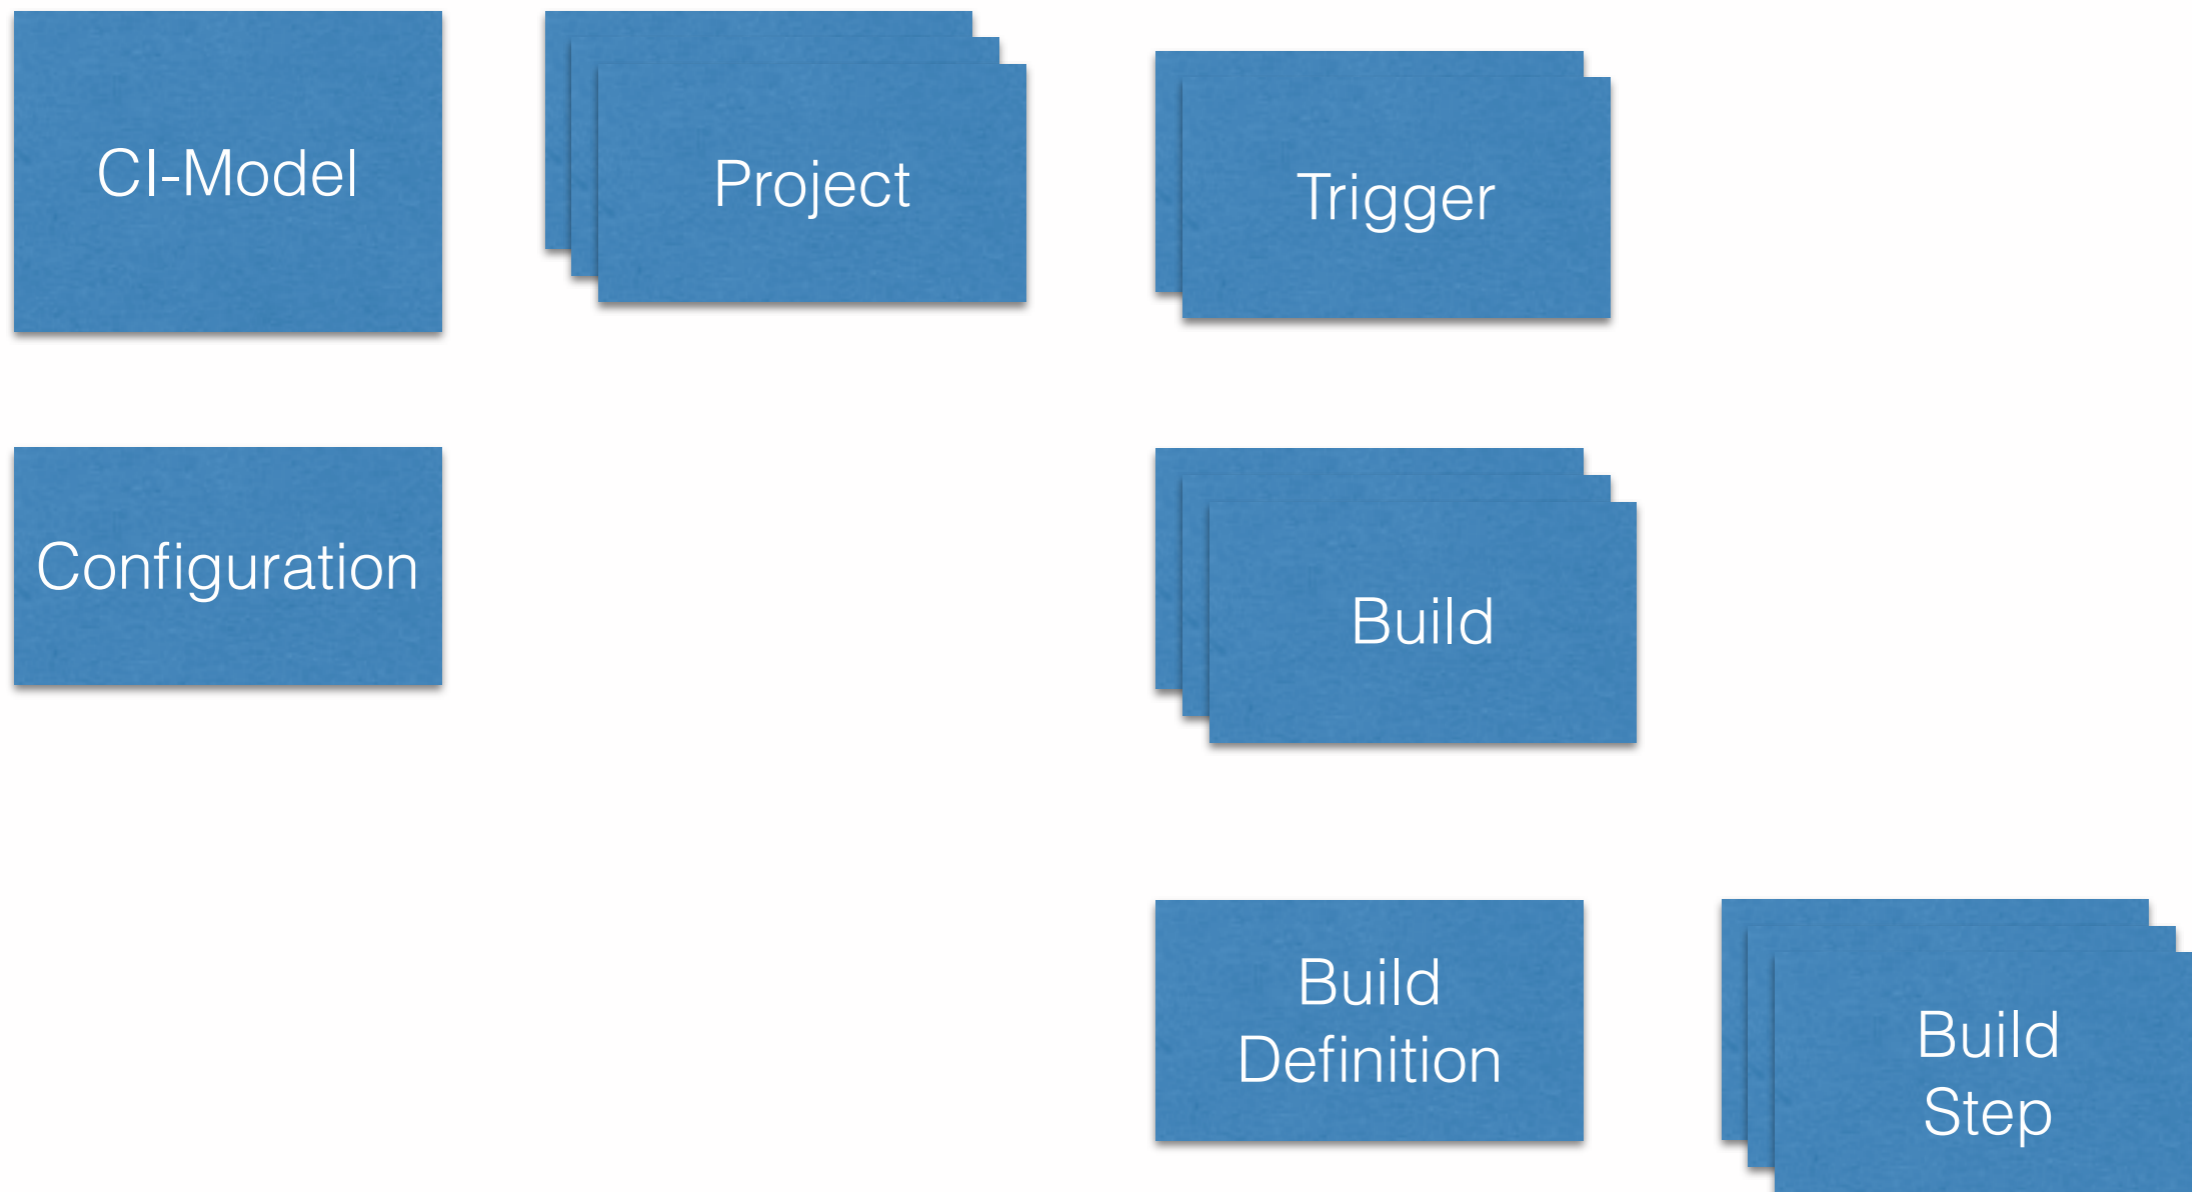 CI-Model
Project
Trigger
Configuration
Build
Build
Definition
Build
Step